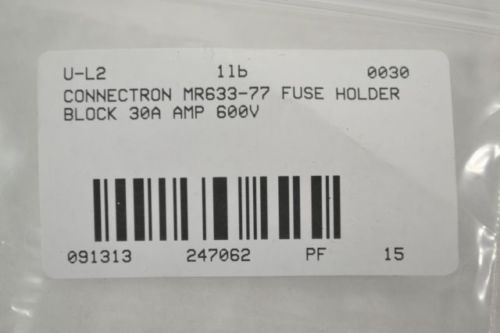 U-L2 1lb 0030
CONNECTRON MR633-77 FUSE HOLDER
BLOCK 30A AMP 600V
091313 247062 PF 15